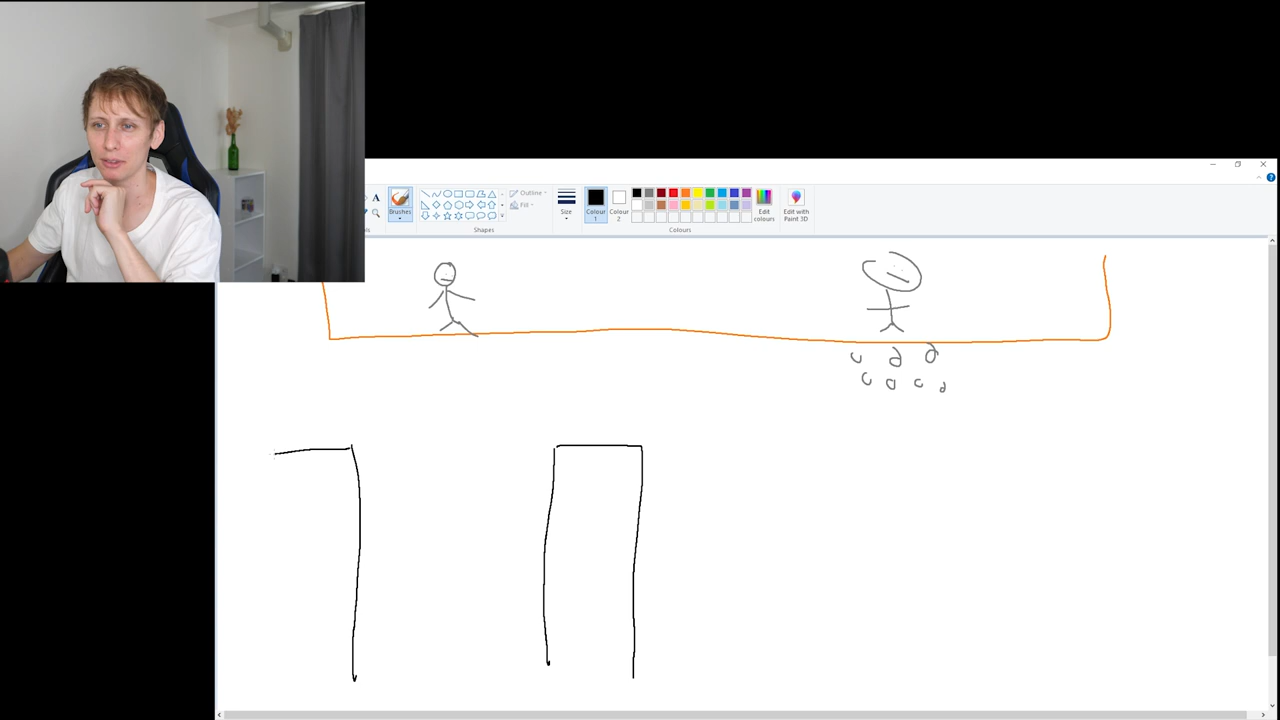 A
Outline
Fill
Brushes
Size
Colour
1
Colour
2
Edit
colours
Edit with
Paint 3D
Shapes
Colours